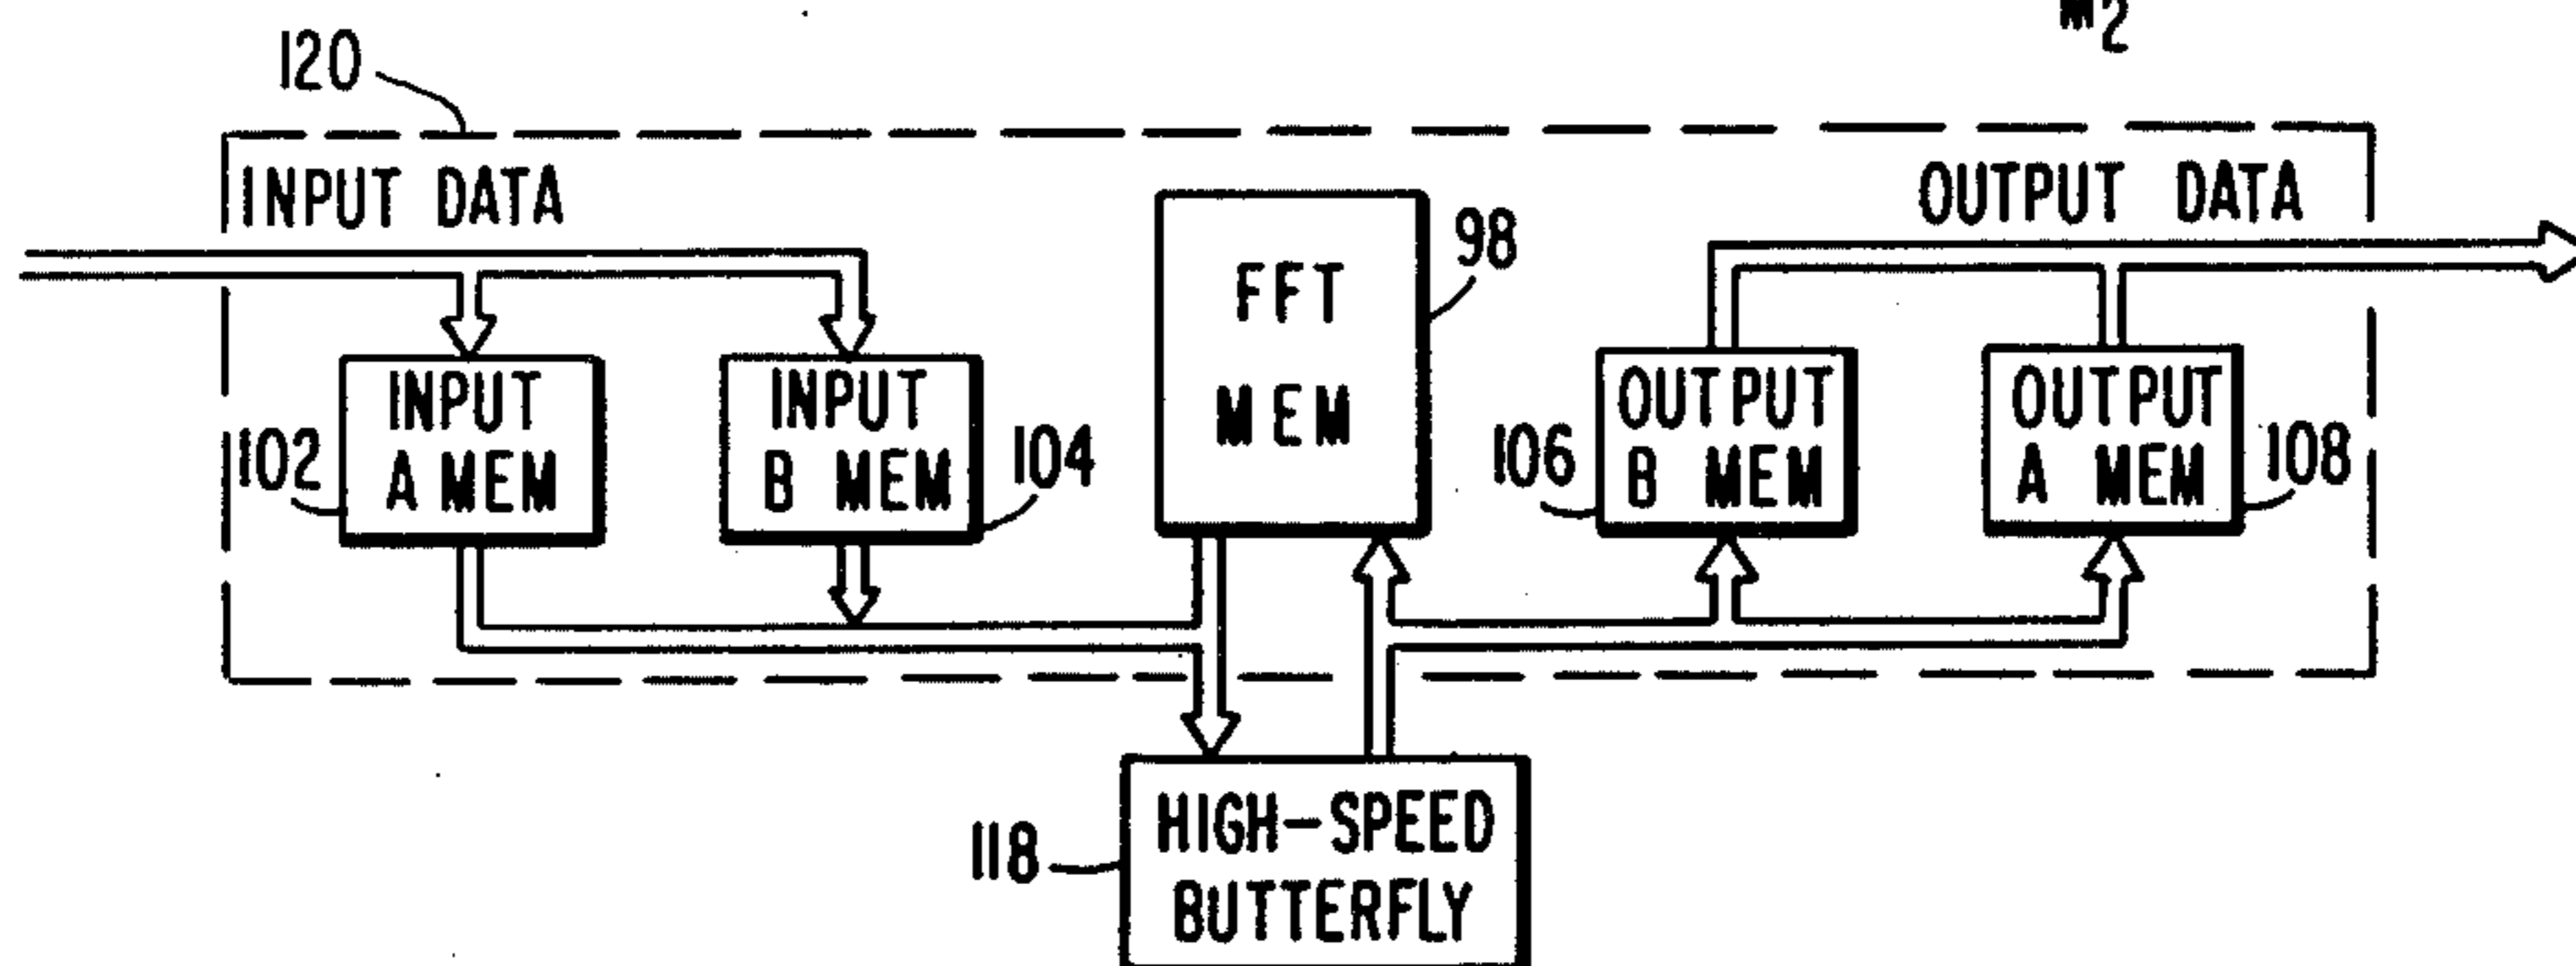 M2
120
INPUT DATA
OUTPUT DATA
98
FFT
MEM
102
INPUT
A MEM
INPUT
B MEM
104
106
OUTPUT
B MEM
OUTPUT
A MEM
108
118
HIGH-SPEED
BUTTERFLY